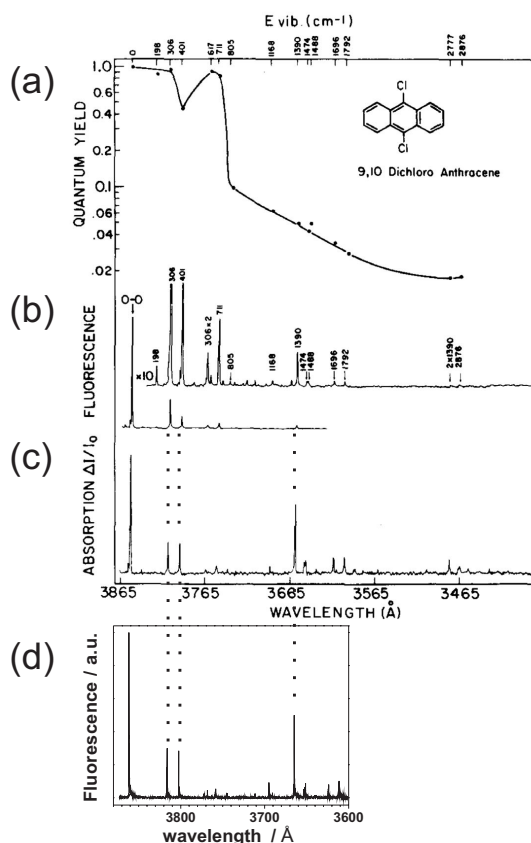 E vib. (cm⁻¹)
0 198 306 401 617 711 805 1168 1390 1474 1488 1696 1792 2777 2876
(a)
QUANTUM YIELD
1.0
0.4
0.2
0.1
.06
.04
.02
Cl
Cl
9,10 Dichloro Anthracene
(b)
FLUORESCENCE
0-0
×10
198
306
401
306×2
711
805
1168
1390
1474
1488
1696
1792
2×1390
2876
(c)
ABSORPTION ΔI/I₀
3865 3765 3665 3565 3465
WAVELENGTH (Å)
(d)
Fluorescence / a.u.
3800 3700 3600
wavelength / Å